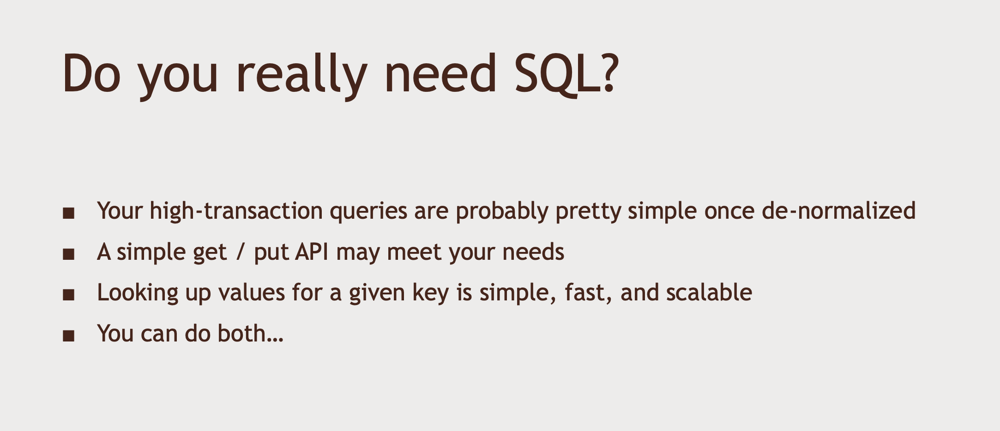 Do you really need SQL?
■ Your high-transaction queries are probably pretty simple once de-normalized
■ A simple get / put API may meet your needs
■ Looking up values for a given key is simple, fast, and scalable
■ You can do both…